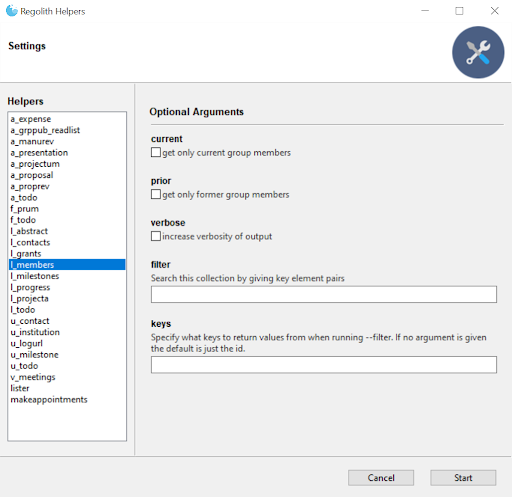 Regolith Helpers
Settings
Helpers
a_expense
a_grppub_readlist
a_manurev
a_presentation
a_projectum
a_proposal
a_proprev
a_todo
f_prum
f_todo
l_abstract
l_contacts
l_grants
l_members
l_milestones
l_progress
l_projecta
l_todo
u_contact
u_institution
u_logurl
u_milestone
u_todo
v_meetings
lister
makeappointments
Optional Arguments
current
get only current group members
prior
get only former group members
verbose
increase verbosity of output
filter
Search this collection by giving key element pairs
keys
Specify what keys to return values from when running --filter. If no argument is given
the default is just the id.
Cancel
Start